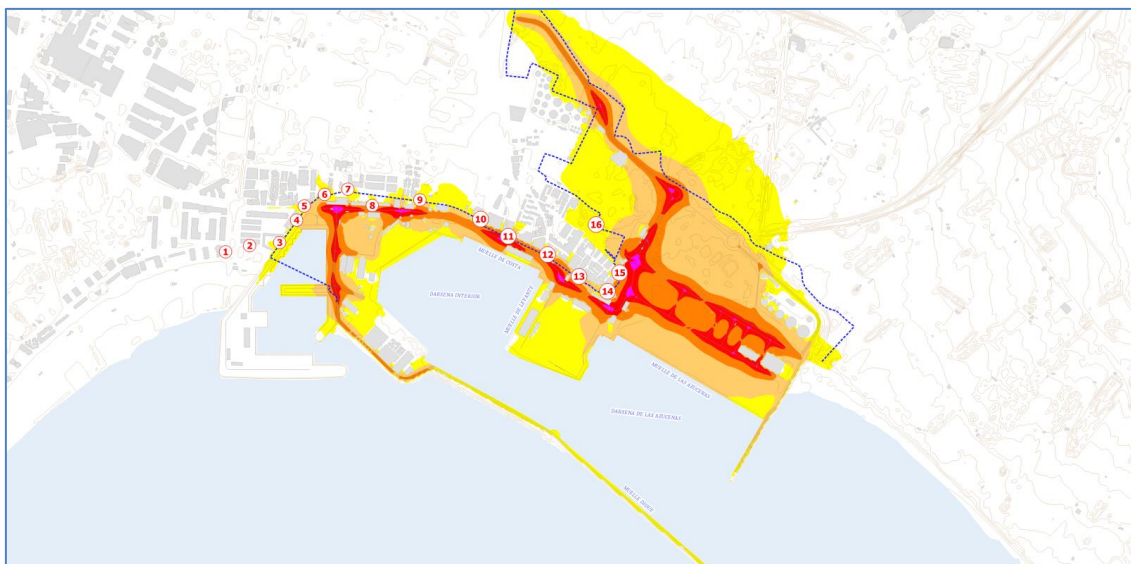 1
2
3
4
5
6
7
8
9
10
11
12
13
14
15
16
MUELLE DE COSTA
DARSENA INTERIOR
MUELLE DE LEVANTE
MUELLE DE LAS AZUCENAS
DARSENA DE LAS AZUCENAS
MUELLE DIQUE